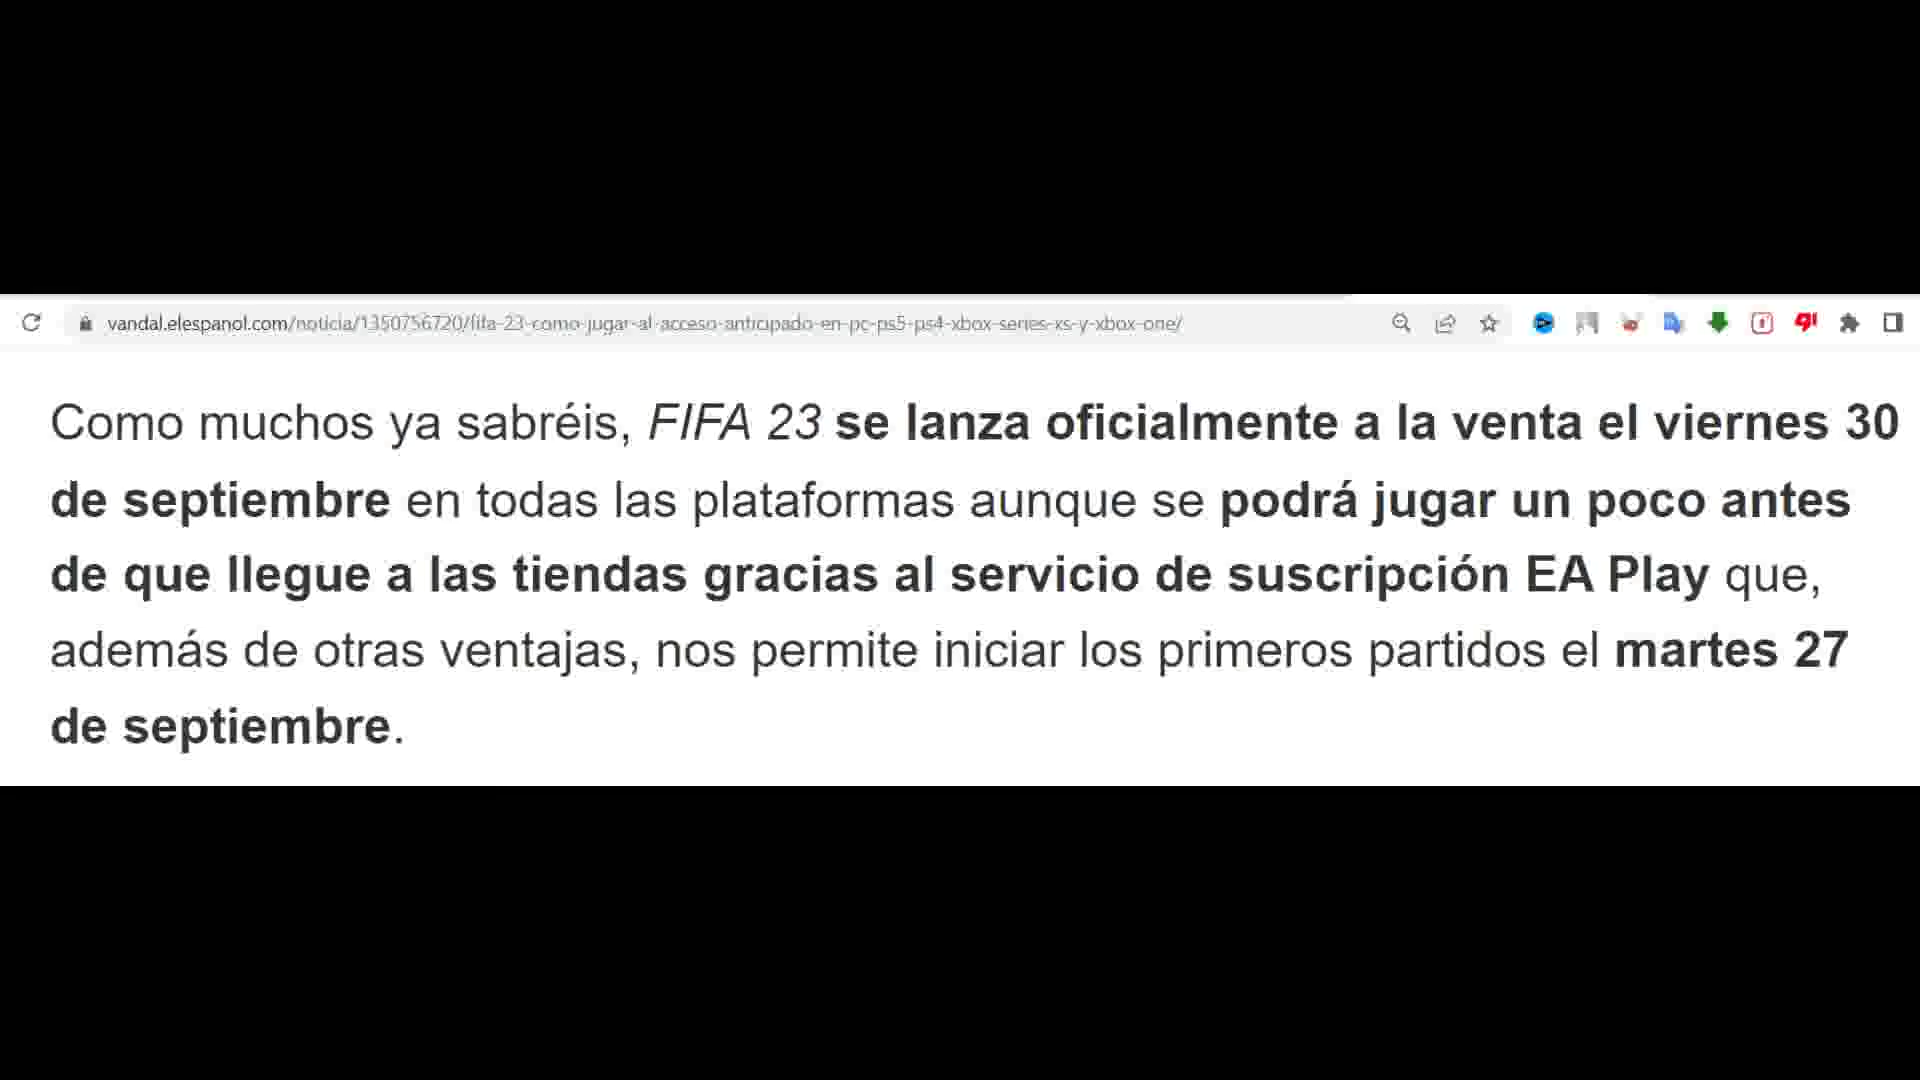 vandal.elespanol.com/noticia/1350756720/fifa-23-como-jugar-al-acceso-anticipado-en-pc-ps5-ps4-xbox-series-xs-y-xbox-one/
Como muchos ya sabréis, FIFA 23 se lanza oficialmente a la venta el viernes 30
de septiembre en todas las plataformas aunque se podrá jugar un poco antes
de que llegue a las tiendas gracias al servicio de suscripción EA Play que,
además de otras ventajas, nos permite iniciar los primeros partidos el martes 27
de septiembre.